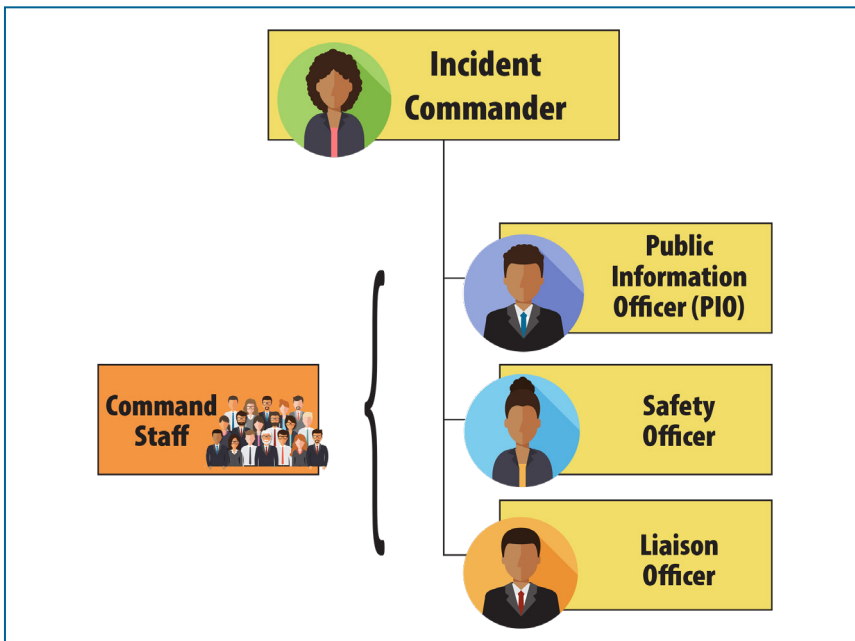 Incident
Commander
Public
Information
Officer (PIO)
Command
Staff
Safety
Officer
Liaison
Officer